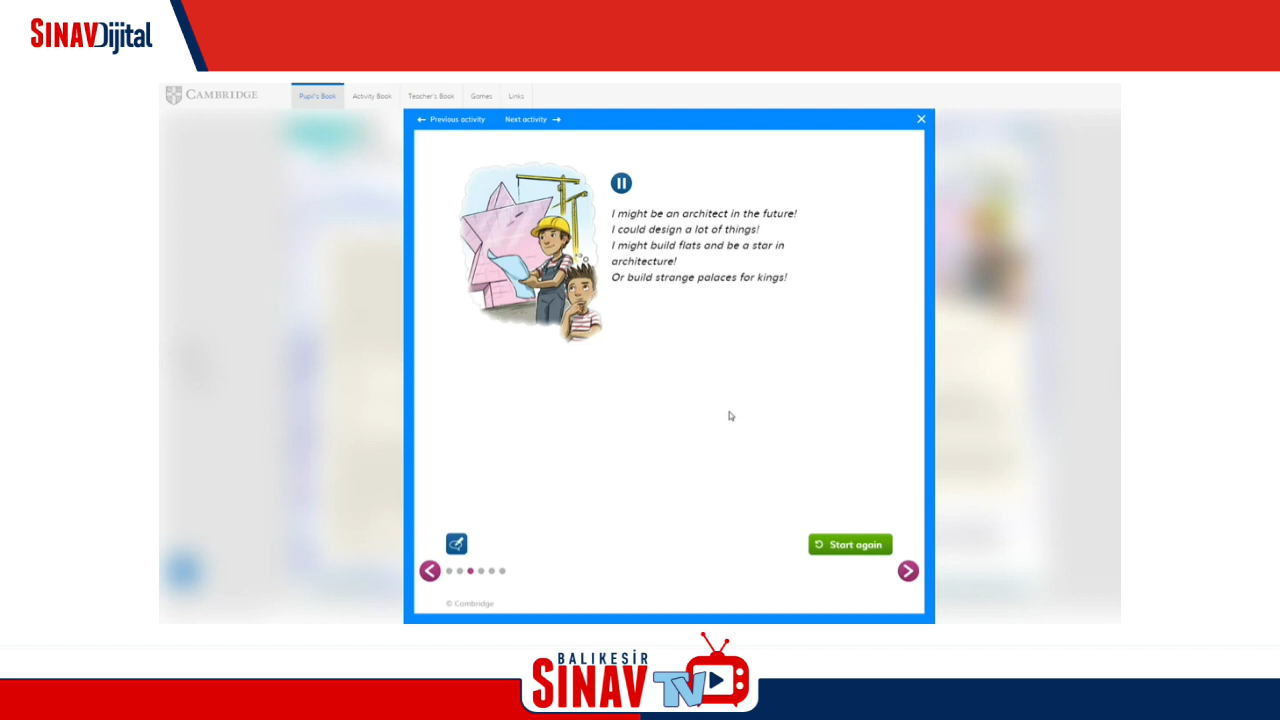 SINAVDijital
CAMBRIDGE
Pupil's Book
Activity Book
Teacher's Book
Games
Links
Previous activity
Next activity
I might be an architect in the future!
I could design a lot of things!
I might build flats and be a star in
architecture!
Or build strange palaces for kings!
Start again
© Cambridge
BALIKESİR
SINAV TV